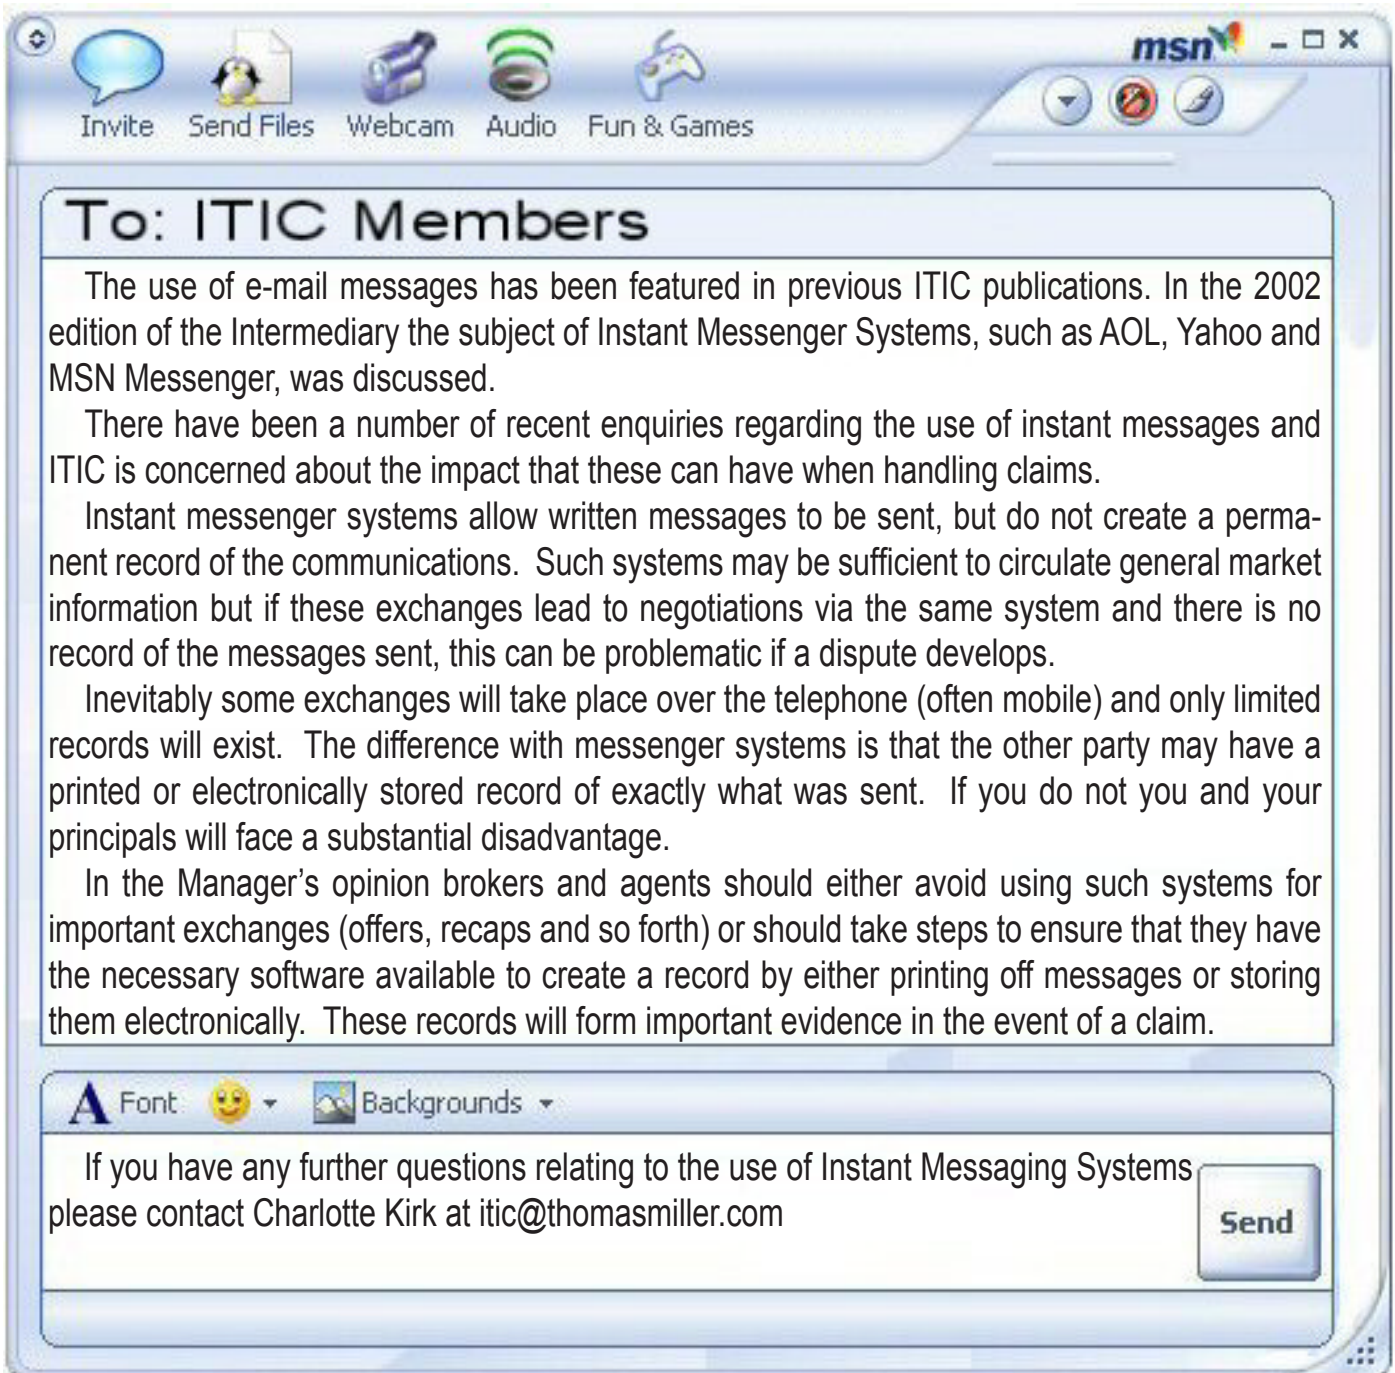 msn
Invite Send Files Webcam Audio Fun & Games
To: ITIC Members
The use of e-mail messages has been featured in previous ITIC publications. In the 2002
edition of the Intermediary the subject of Instant Messenger Systems, such as AOL, Yahoo and
MSN Messenger, was discussed.
There have been a number of recent enquiries regarding the use of instant messages and
ITIC is concerned about the impact that these can have when handling claims.
Instant messenger systems allow written messages to be sent, but do not create a perma-
nent record of the communications.  Such systems may be sufficient to circulate general market
information but if these exchanges lead to negotiations via the same system and there is no
record of the messages sent, this can be problematic if a dispute develops.
Inevitably some exchanges will take place over the telephone (often mobile) and only limited
records will exist.  The difference with messenger systems is that the other party may have a
printed or electronically stored record of exactly what was sent.  If you do not you and your
principals will face a substantial disadvantage.
In the Manager’s opinion brokers and agents should either avoid using such systems for
important exchanges (offers, recaps and so forth) or should take steps to ensure that they have
the necessary software available to create a record by either printing off messages or storing
them electronically.  These records will form important evidence in the event of a claim.
A Font Backgrounds
If you have any further questions relating to the use of Instant Messaging Systems
please contact Charlotte Kirk at itic@thomasmiller.com
Send